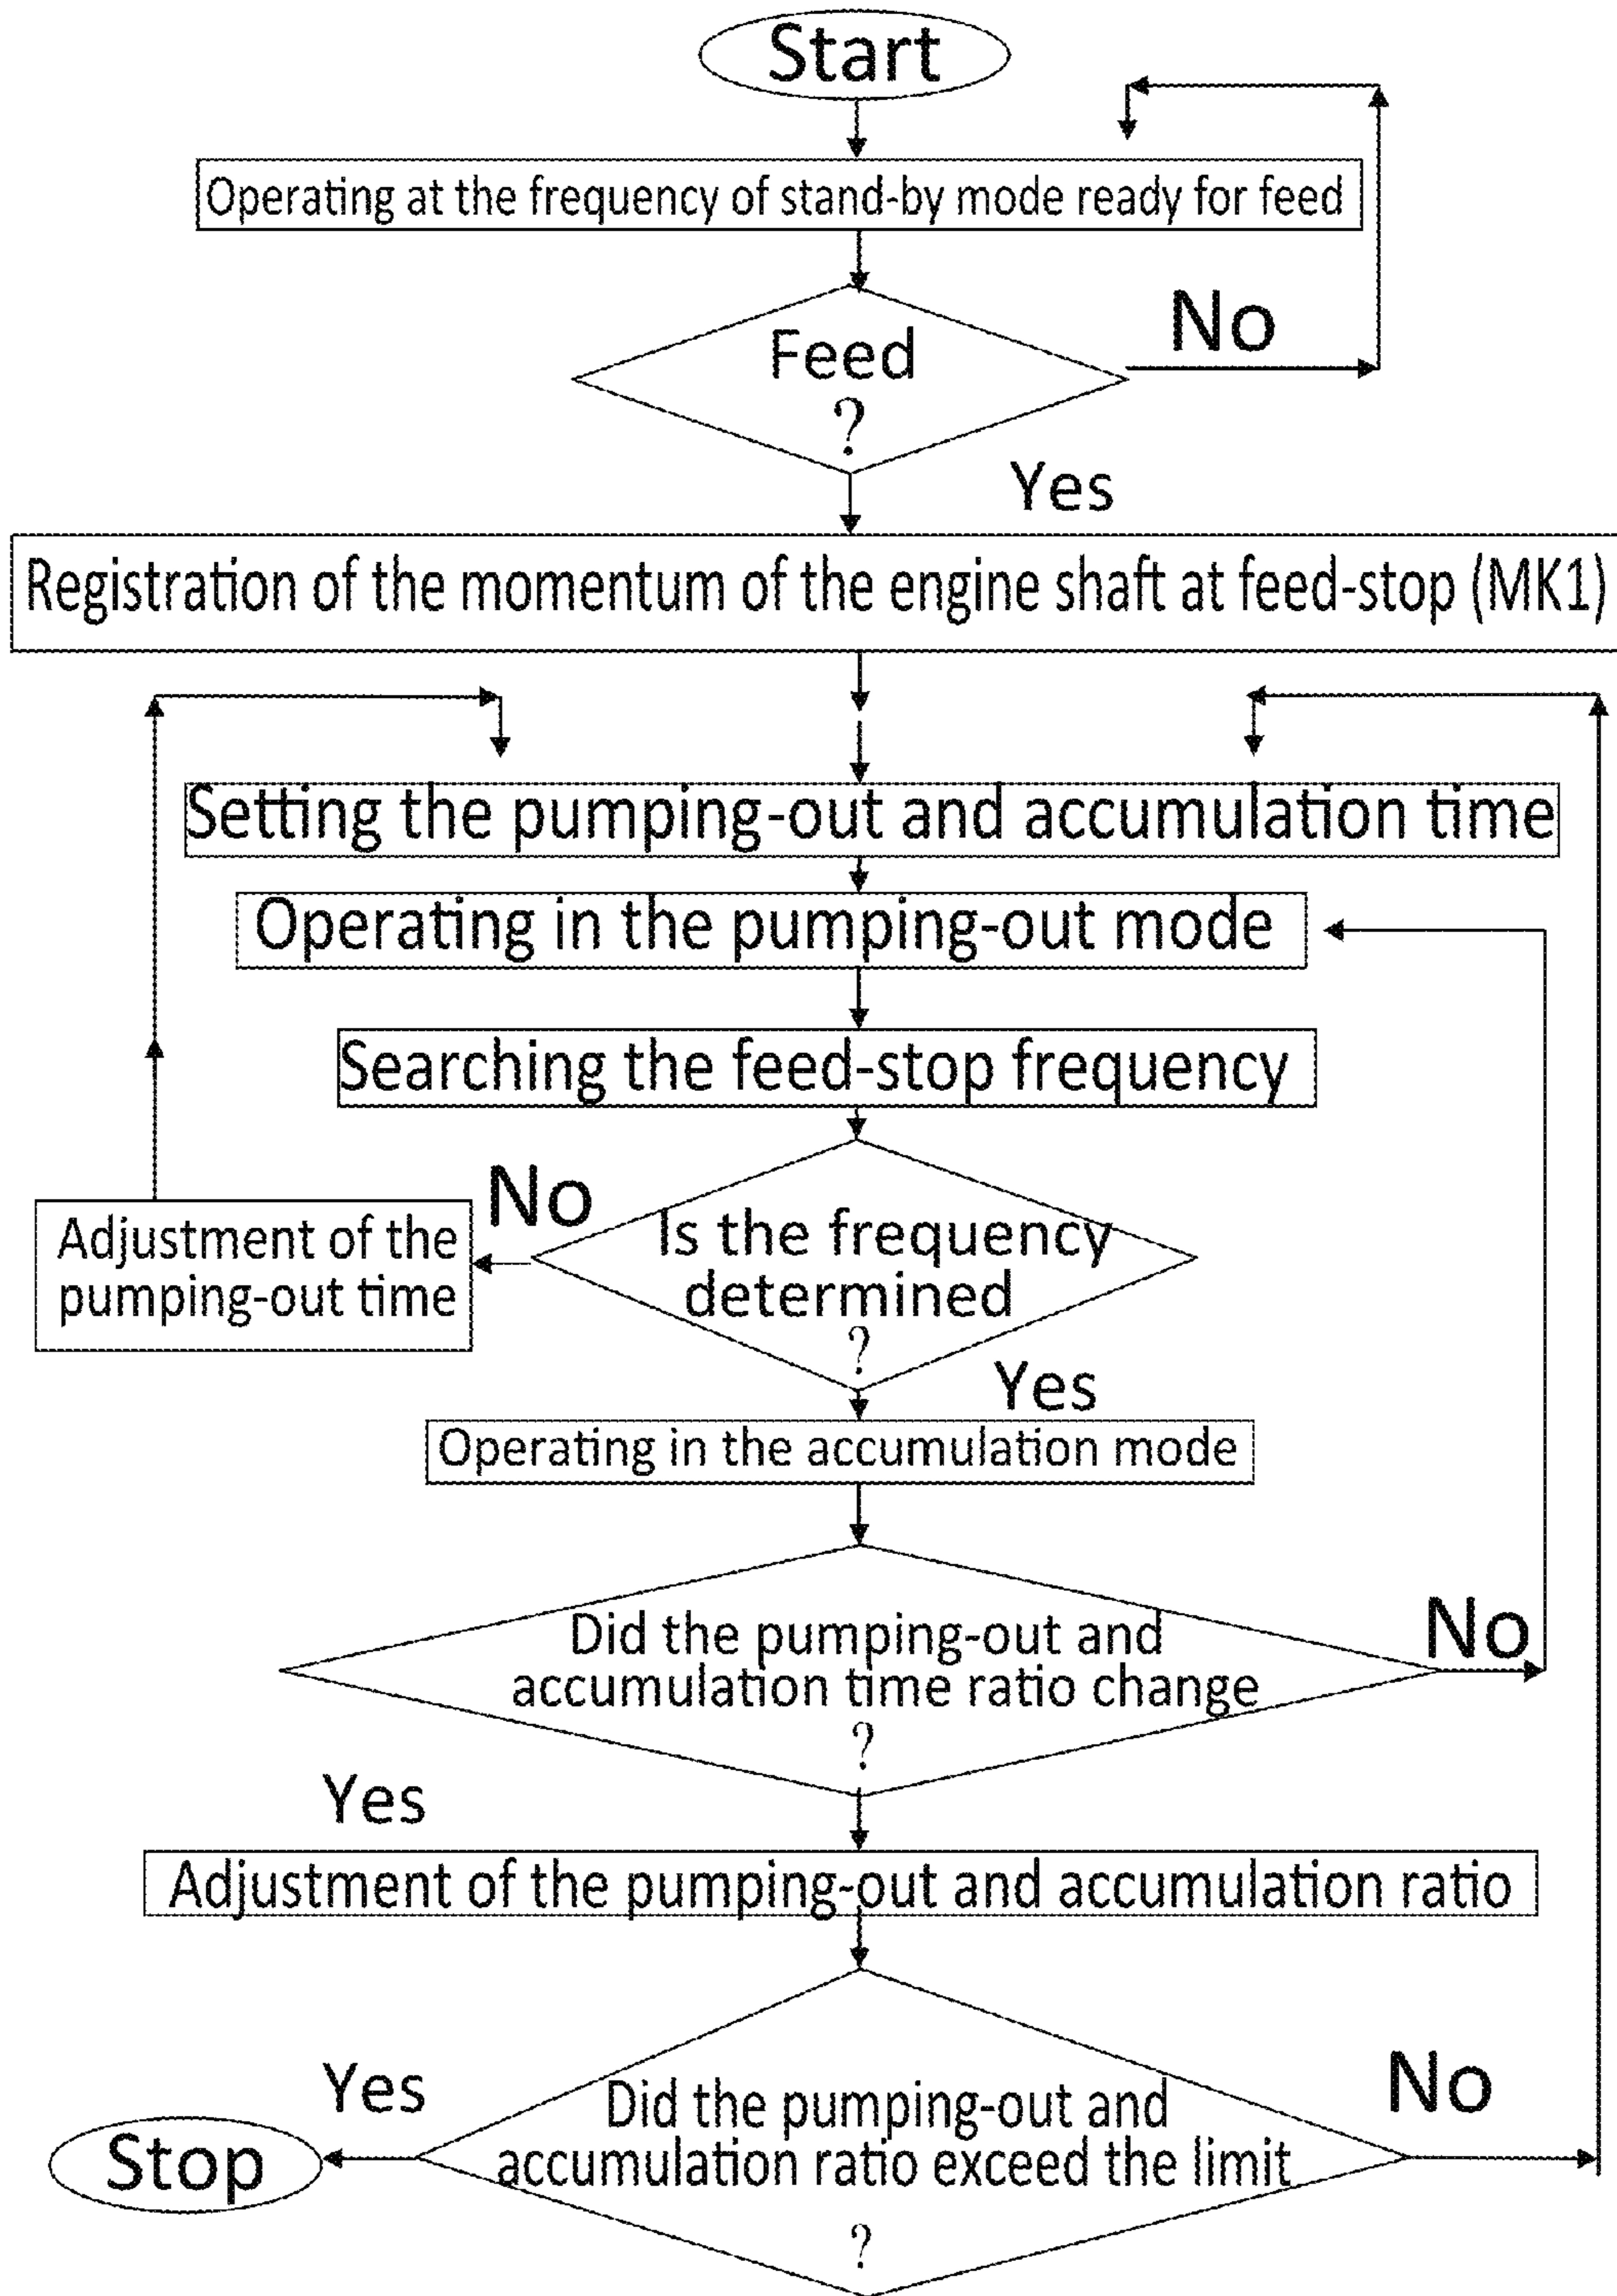 Start
Operating at the frequency of stand-by mode ready for feed
No
Feed
?
Yes
Registration of the momentum of the engine shaft at feed-stop (MK1)
Setting the pumping-out and accumulation time
Operating in the pumping-out mode
Searching the feed-stop frequency
No
Adjustment of the
pumping-out time
Is the frequency
determined
?
Yes
Operating in the accumulation mode
Did the pumping-out and
accumulation time ratio change
?
No
Yes
Adjustment of the pumping-out and accumulation ratio
Yes
No
Did the pumping-out and
accumulation ratio exceed the limit
?
Stop